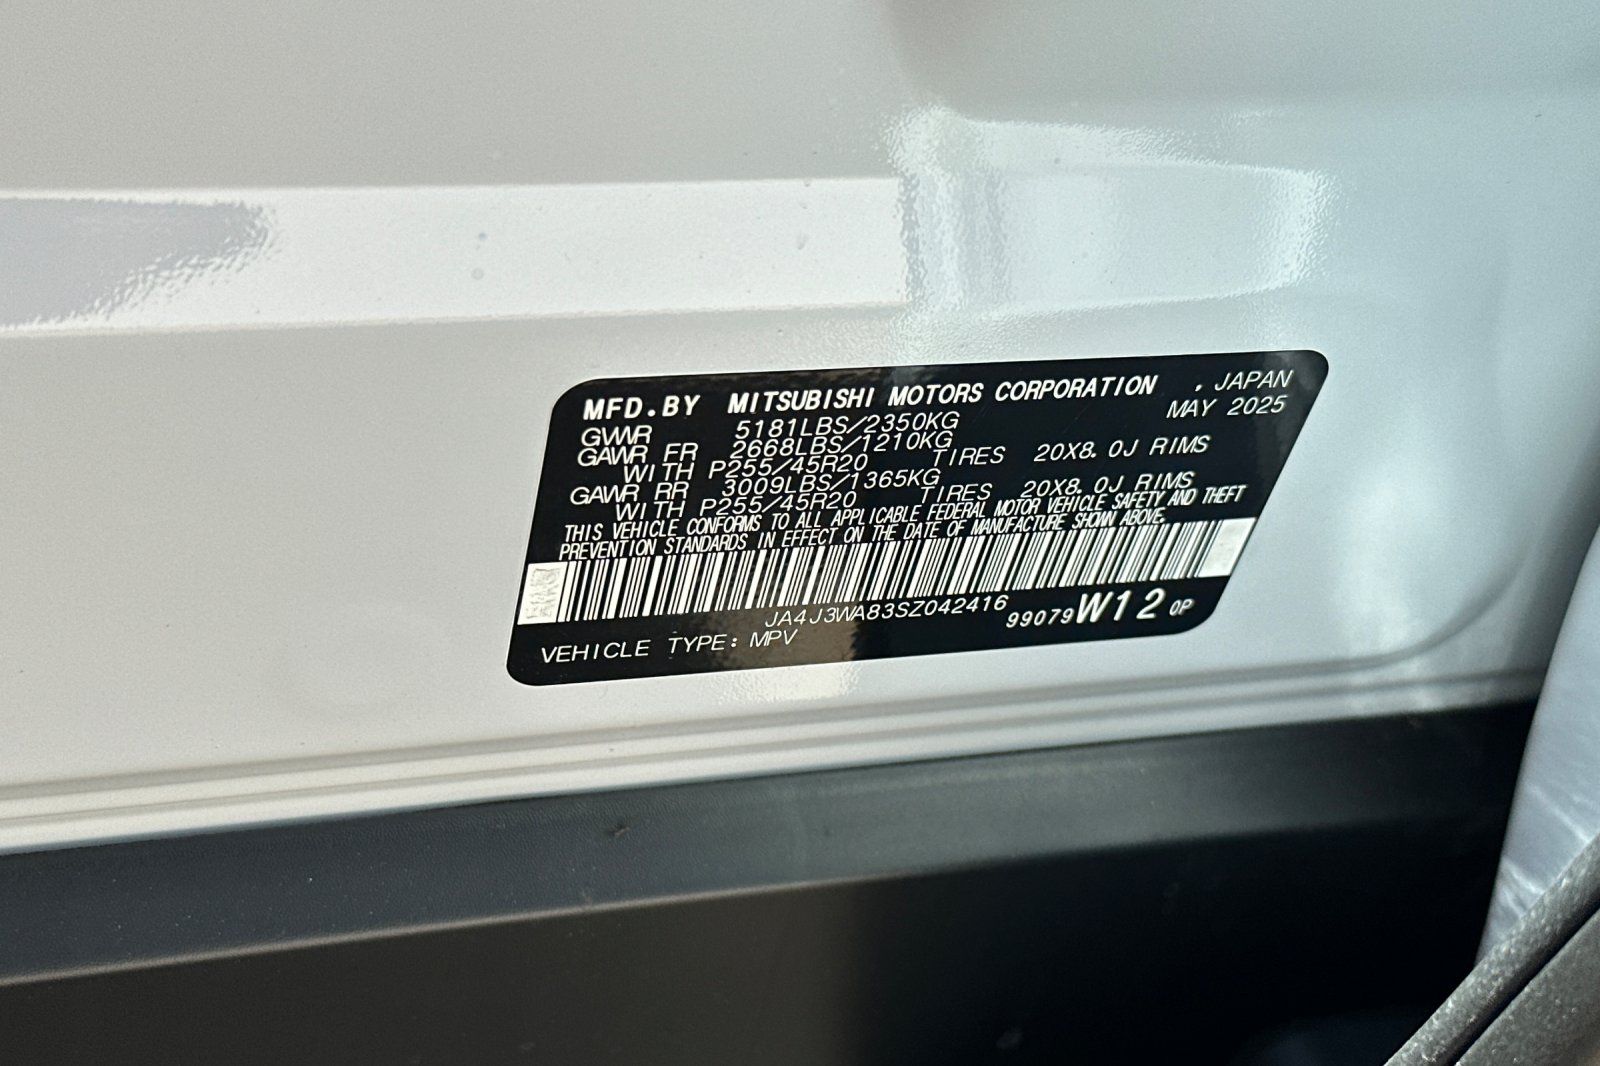 MFD.BY MITSUBISHI MOTORS CORPORATION . JAPAN
MAY 2025
GVWR 5181LBS/2350KG
GAWR FR 2668LBS/1210KG
WITH P255/45R20 TIRES 20X8.0J RIMS
GAWR RR 3009LBS/1365KG
WITH P255/45R20 TIRES 20X8.0J RIMS
THIS VEHICLE CONFORMS TO ALL APPLICABLE FEDERAL MOTOR VEHICLE SAFETY AND THEFT
PREVENTION STANDARDS IN EFFECT ON THE DATE OF MANUFACTURE SHOWN ABOVE.
JA4J3WA83SZ042416
99079 W12 0P
VEHICLE TYPE: MPV